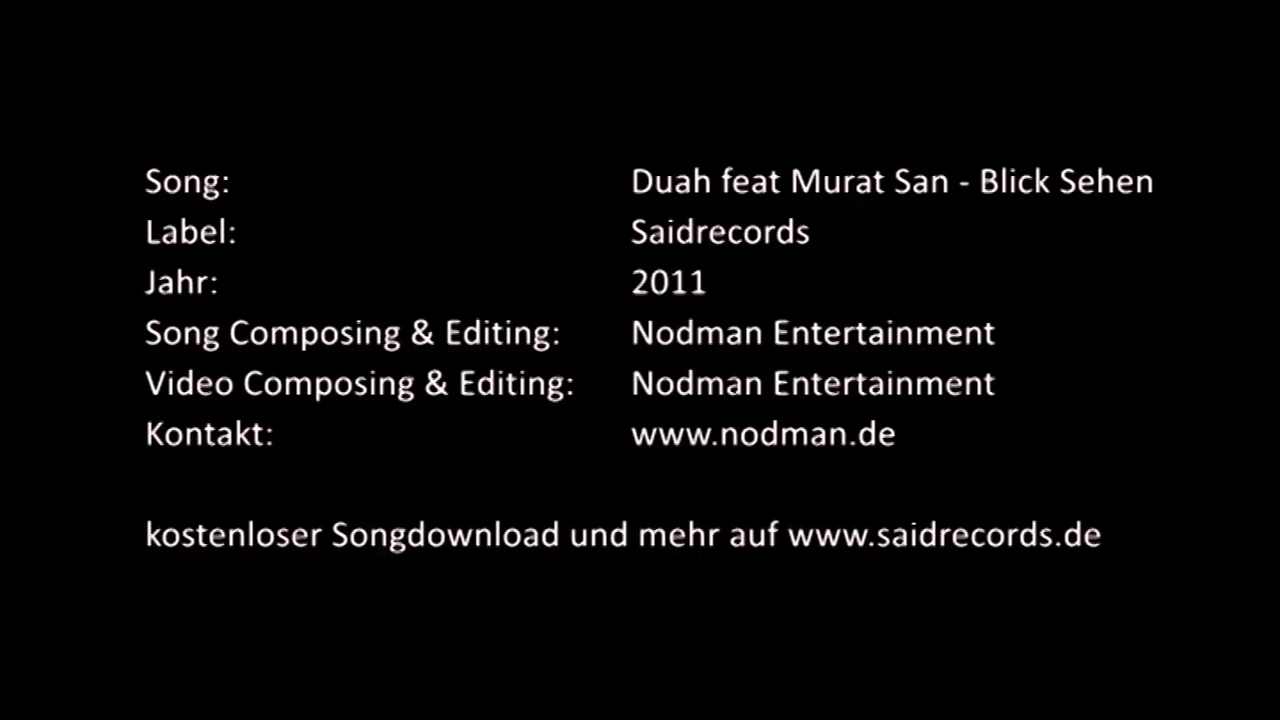 Song: Duah feat Murat San - Blick Sehen
Label: Saidrecords
Jahr: 2011
Song Composing & Editing: Nodman Entertainment
Video Composing & Editing: Nodman Entertainment
Kontakt: www.nodman.de
kostenloser Songdownload und mehr auf www.saidrecords.de